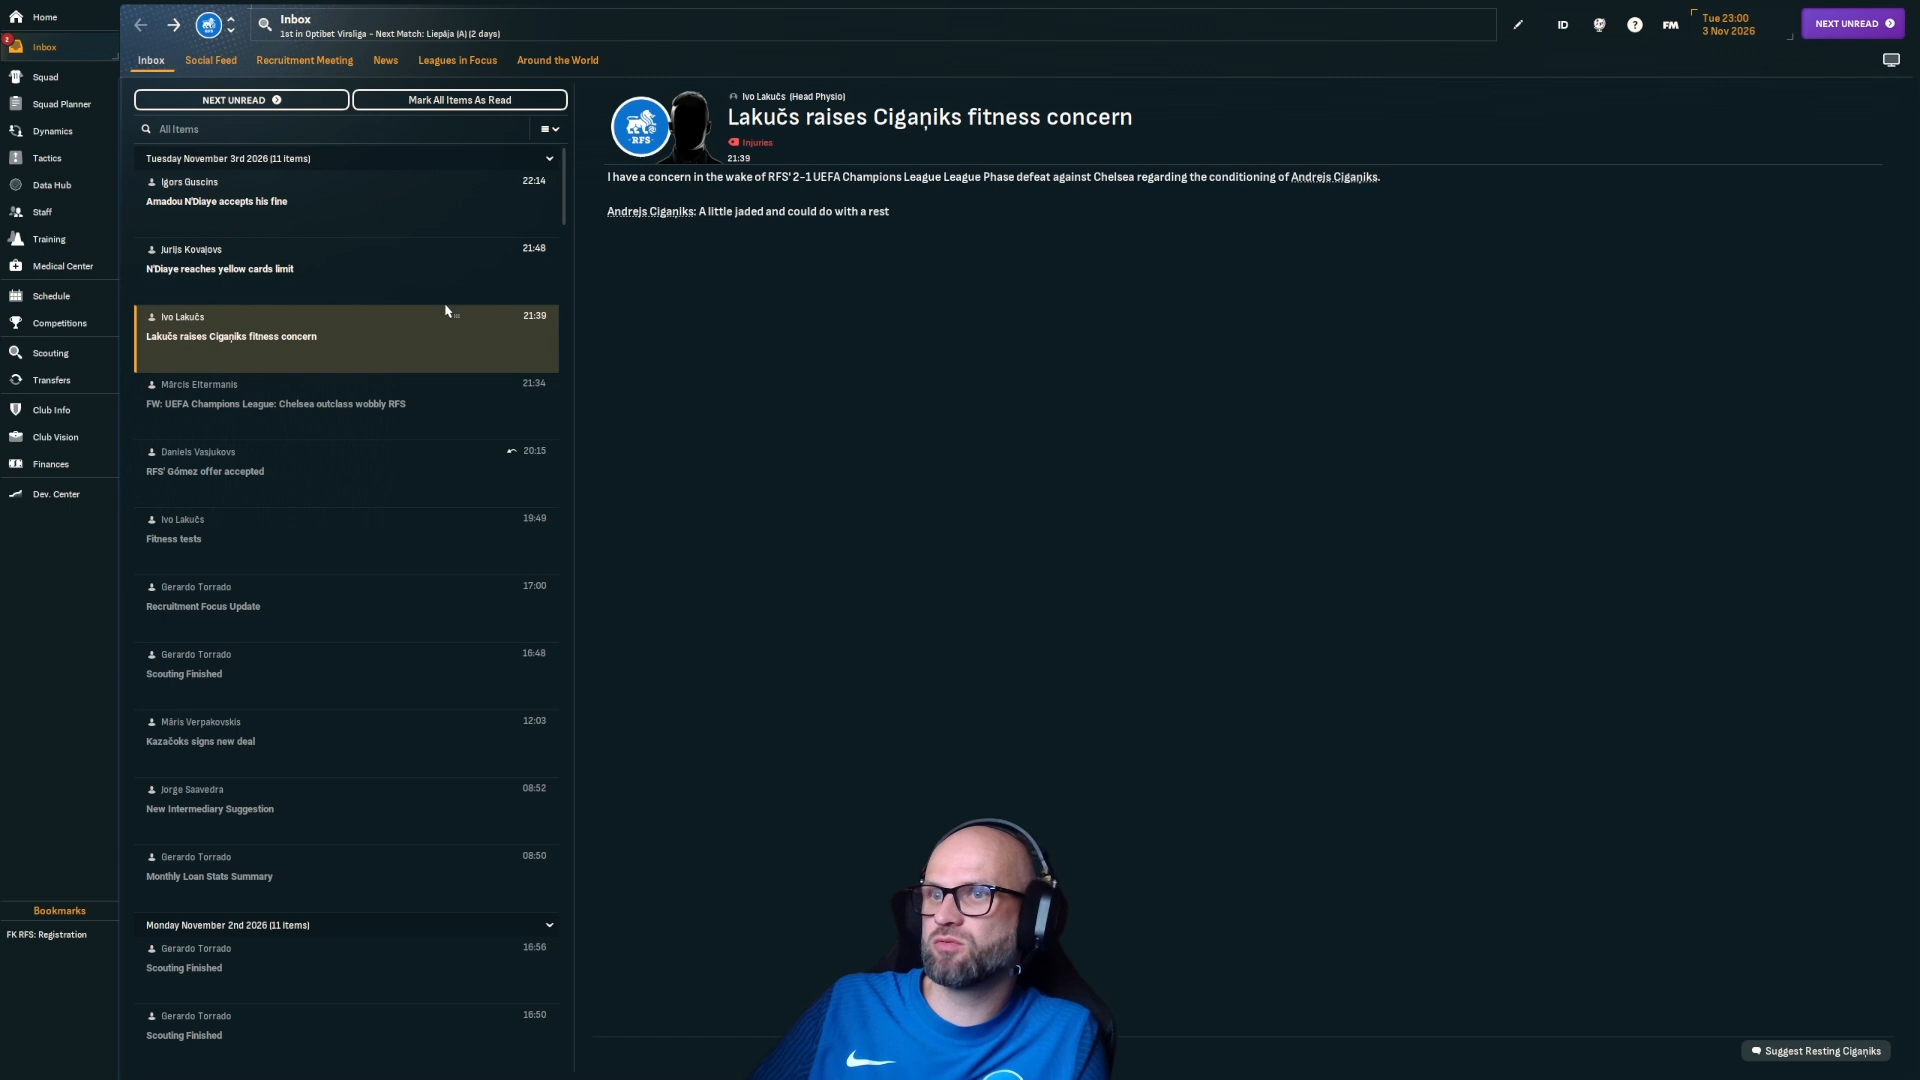 Home
2
Inbox
Squad
Squad Planner
Dynamics
Tactics
Data Hub
Staff
Training
Medical Center
Schedule
Competitions
Scouting
Transfers
Club Info
Club Vision
Finances
Dev. Center
Bookmarks
FK RFS: Registration
Inbox
1st in Optibet Virsliga - Next Match: Liepāja (A) (2 days)
ID
?
FM
Tue 23:00
3 Nov 2026
NEXT UNREAD
Inbox
Social Feed
Recruitment Meeting
News
Leagues in Focus
Around the World
NEXT UNREAD
Mark All Items As Read
All Items
Tuesday November 3rd 2026 (11 items)
Igors Guscins
22:14
Amadou N'Diaye accepts his fine
Jurijs Kovaļovs
21:48
N'Diaye reaches yellow cards limit
Ivo Lakučs
21:39
Lakučs raises Cigaņiks fitness concern
Mārcis Eltermanis
21:34
FW: UEFA Champions League: Chelsea outclass wobbly RFS
Daniels Vasjukovs
20:15
RFS' Gómez offer accepted
Ivo Lakučs
19:49
Fitness tests
Gerardo Torrado
17:00
Recruitment Focus Update
Gerardo Torrado
16:48
Scouting Finished
Māris Verpakovskis
12:03
Kazačoks signs new deal
Jorge Saavedra
08:52
New Intermediary Suggestion
Gerardo Torrado
08:50
Monthly Loan Stats Summary
Monday November 2nd 2026 (11 items)
Gerardo Torrado
16:56
Scouting Finished
Gerardo Torrado
16:50
Scouting Finished
RFS
Ivo Lakučs (Head Physio)
Lakučs raises Cigaņiks fitness concern
Injuries
21:39
I have a concern in the wake of RFS' 2-1 UEFA Champions League League Phase defeat against Chelsea regarding the conditioning of Andrejs Cigaņiks.
Andrejs Cigaņiks: A little jaded and could do with a rest
Suggest Resting Cigaņiks